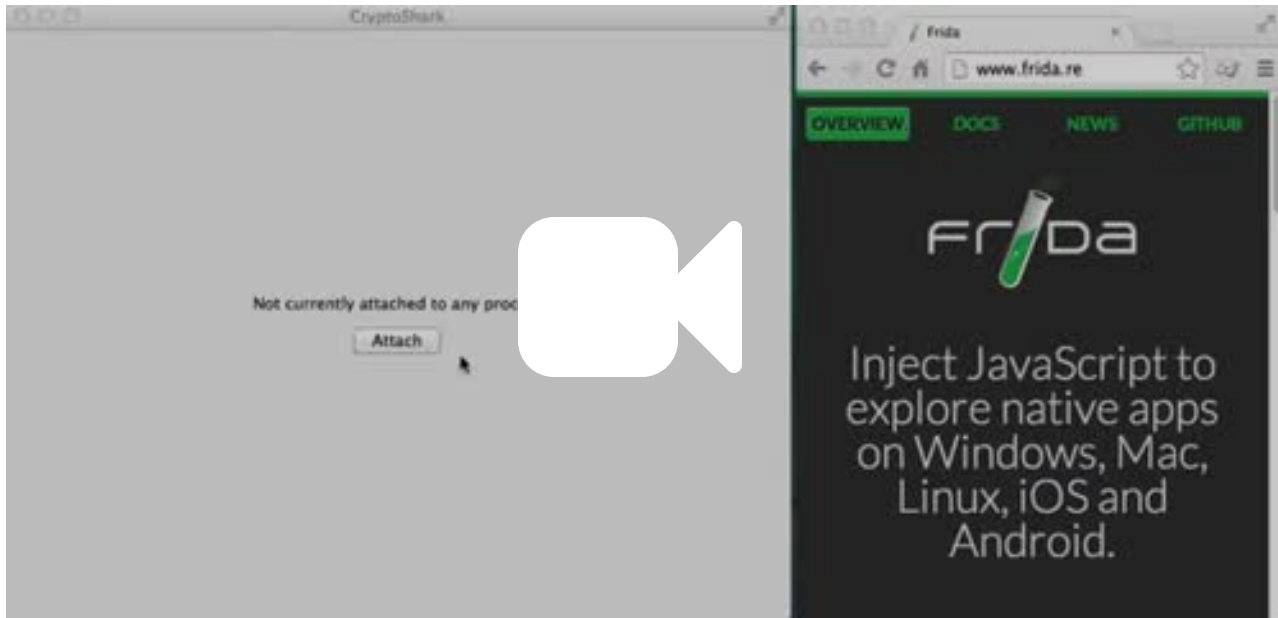 CryptoShark
Not currently attached to any proc
Attach
Frida
www.frida.re
OVERVIEW
DOCS
NEWS
GITHUB
FRIDA
Inject JavaScript to
explore native apps
on Windows, Mac,
Linux, iOS and
Android.